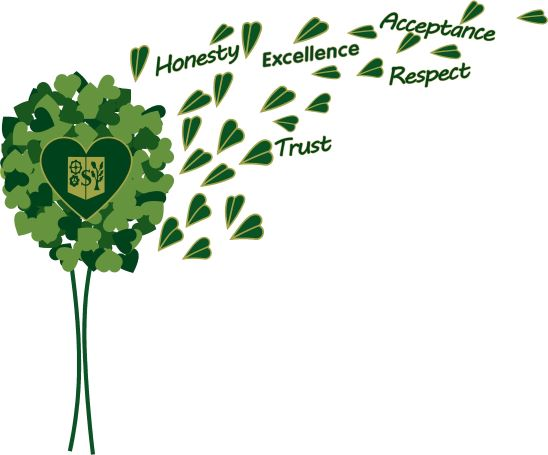 Honesty
Excellence
Acceptance
Respect
Trust
S